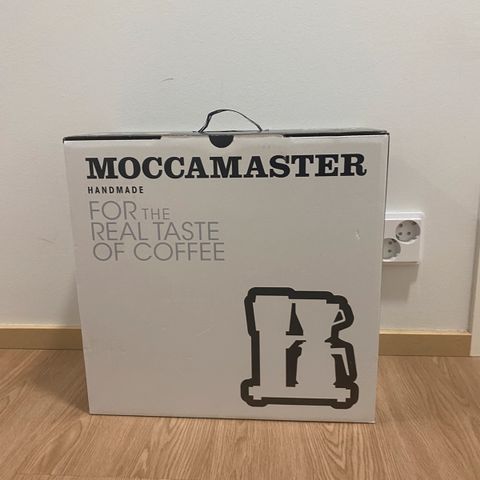 MOCCAMASTER
HANDMADE
FOR THE
REAL TASTE
OF COFFEE